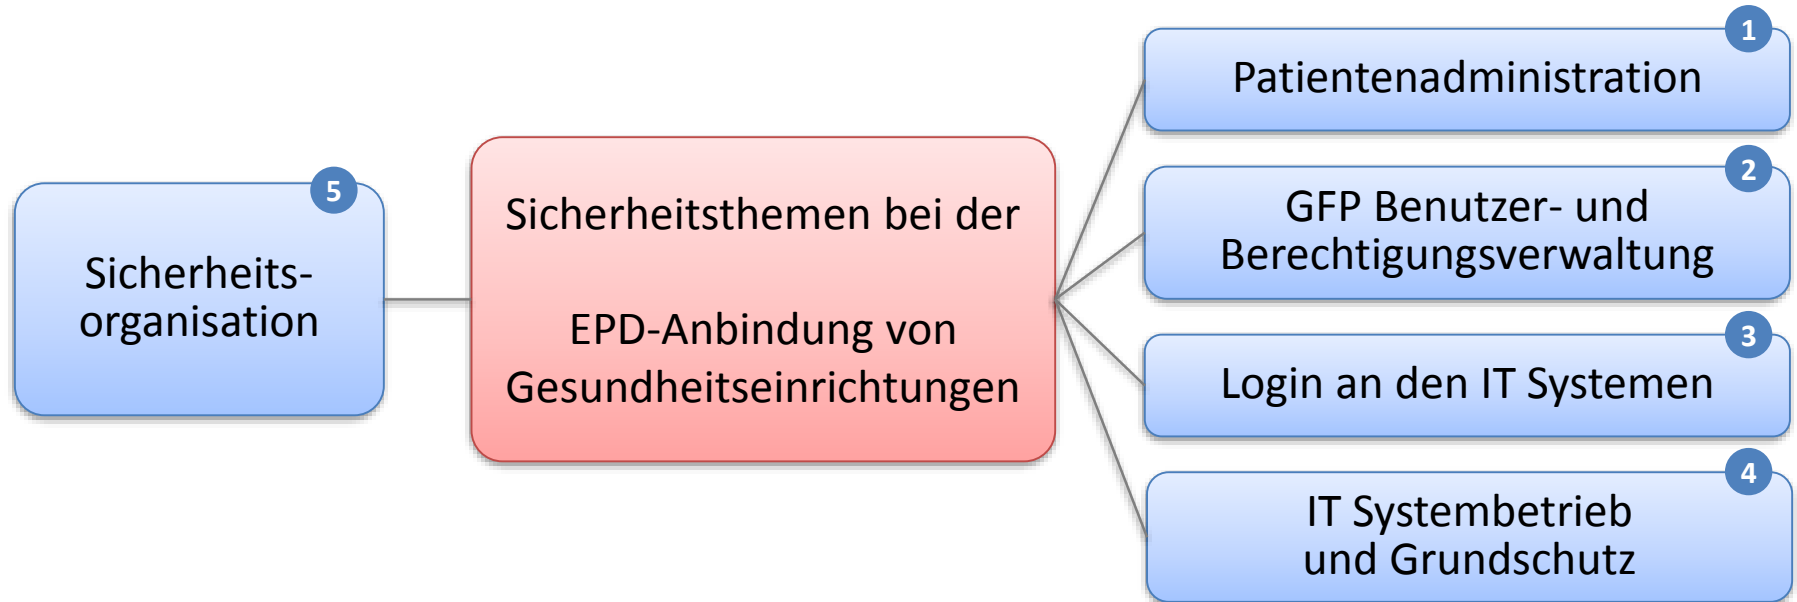 5
Sicherheits-
organisation
Sicherheitsthemen bei der
EPD-Anbindung von
Gesundheitseinrichtungen
1
Patientenadministration
2
GFP Benutzer- und
Berechtigungsverwaltung
3
Login an den IT Systemen
4
IT Systembetrieb
und Grundschutz